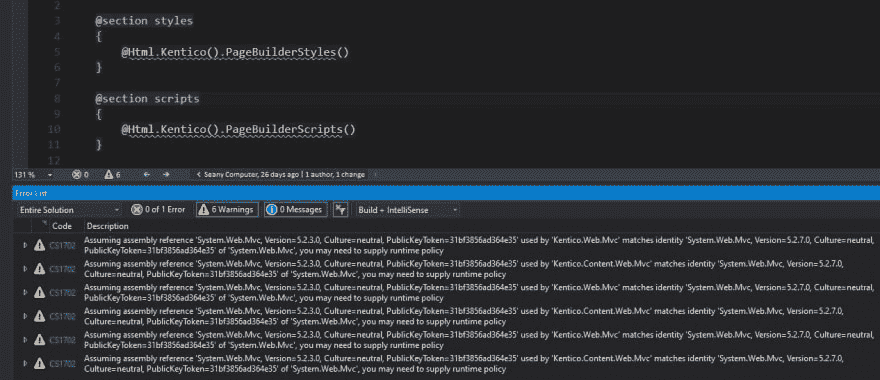 2
3 @section styles
4 {
5 @Html.Kentico().PageBuilderStyles()
6 }
7
8 @section scripts
9 {
10 @Html.Kentico().PageBuilderScripts()
11 }
12
131 % 0 6 Seany Computer, 26 days ago | 1 author, 1 change
Error List
Entire Solution 0 of 1 Error 6 Warnings 0 Messages Build + IntelliSense
Code Description
CS1702 Assuming assembly reference 'System.Web.Mvc, Version=5.2.3.0, Culture=neutral, PublicKeyToken=31bf3856ad364e35' used by 'Kentico.Web.Mvc' matches identity 'System.Web.Mvc, Version=5.2.7.0, Culture=neutral,
PublicKeyToken=31bf3856ad364e35' of 'System.Web.Mvc', you may need to supply runtime policy
CS1702 Assuming assembly reference 'System.Web.Mvc, Version=5.2.3.0, Culture=neutral, PublicKeyToken=31bf3856ad364e35' used by 'Kentico.Content.Web.Mvc' matches identity 'System.Web.Mvc, Version=5.2.7.0,
Culture=neutral, PublicKeyToken=31bf3856ad364e35' of 'System.Web.Mvc', you may need to supply runtime policy
CS1702 Assuming assembly reference 'System.Web.Mvc, Version=5.2.3.0, Culture=neutral, PublicKeyToken=31bf3856ad364e35' used by 'Kentico.Web.Mvc' matches identity 'System.Web.Mvc, Version=5.2.7.0, Culture=neutral,
PublicKeyToken=31bf3856ad364e35' of 'System.Web.Mvc', you may need to supply runtime policy
CS1702 Assuming assembly reference 'System.Web.Mvc, Version=5.2.3.0, Culture=neutral, PublicKeyToken=31bf3856ad364e35' used by 'Kentico.Content.Web.Mvc' matches identity 'System.Web.Mvc, Version=5.2.7.0,
Culture=neutral, PublicKeyToken=31bf3856ad364e35' of 'System.Web.Mvc', you may need to supply runtime policy
CS1702 Assuming assembly reference 'System.Web.Mvc, Version=5.2.3.0, Culture=neutral, PublicKeyToken=31bf3856ad364e35' used by 'Kentico.Web.Mvc' matches identity 'System.Web.Mvc, Version=5.2.7.0, Culture=neutral,
PublicKeyToken=31bf3856ad364e35' of 'System.Web.Mvc', you may need to supply runtime policy
CS1702 Assuming assembly reference 'System.Web.Mvc, Version=5.2.3.0, Culture=neutral, PublicKeyToken=31bf3856ad364e35' used by 'Kentico.Content.Web.Mvc' matches identity 'System.Web.Mvc, Version=5.2.7.0,
Culture=neutral, PublicKeyToken=31bf3856ad364e35' of 'System.Web.Mvc', you may need to supply runtime policy